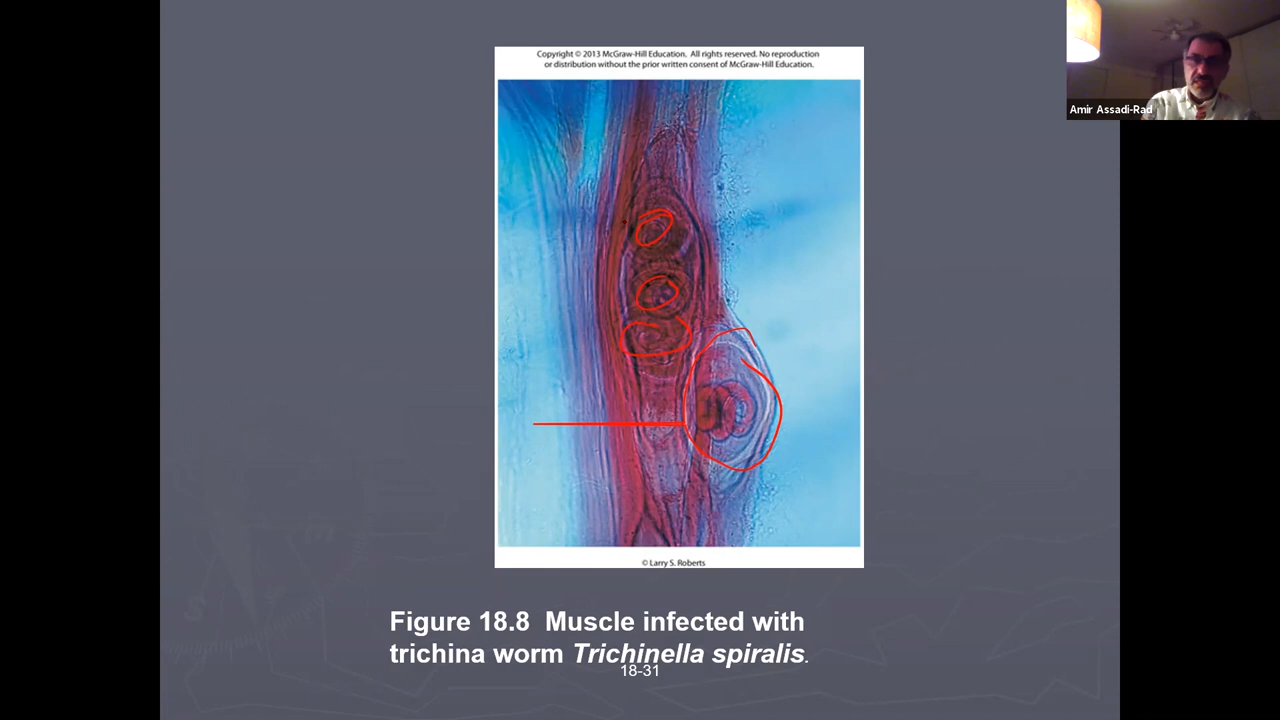 Copyright © 2013 McGraw-Hill Education. All rights reserved. No reproduction
or distribution without the prior written consent of McGraw-Hill Education.
Amir Assadi-Rad
© Larry S. Roberts
Figure 18.8 Muscle infected with
trichina worm Trichinella spiralis.
18-31